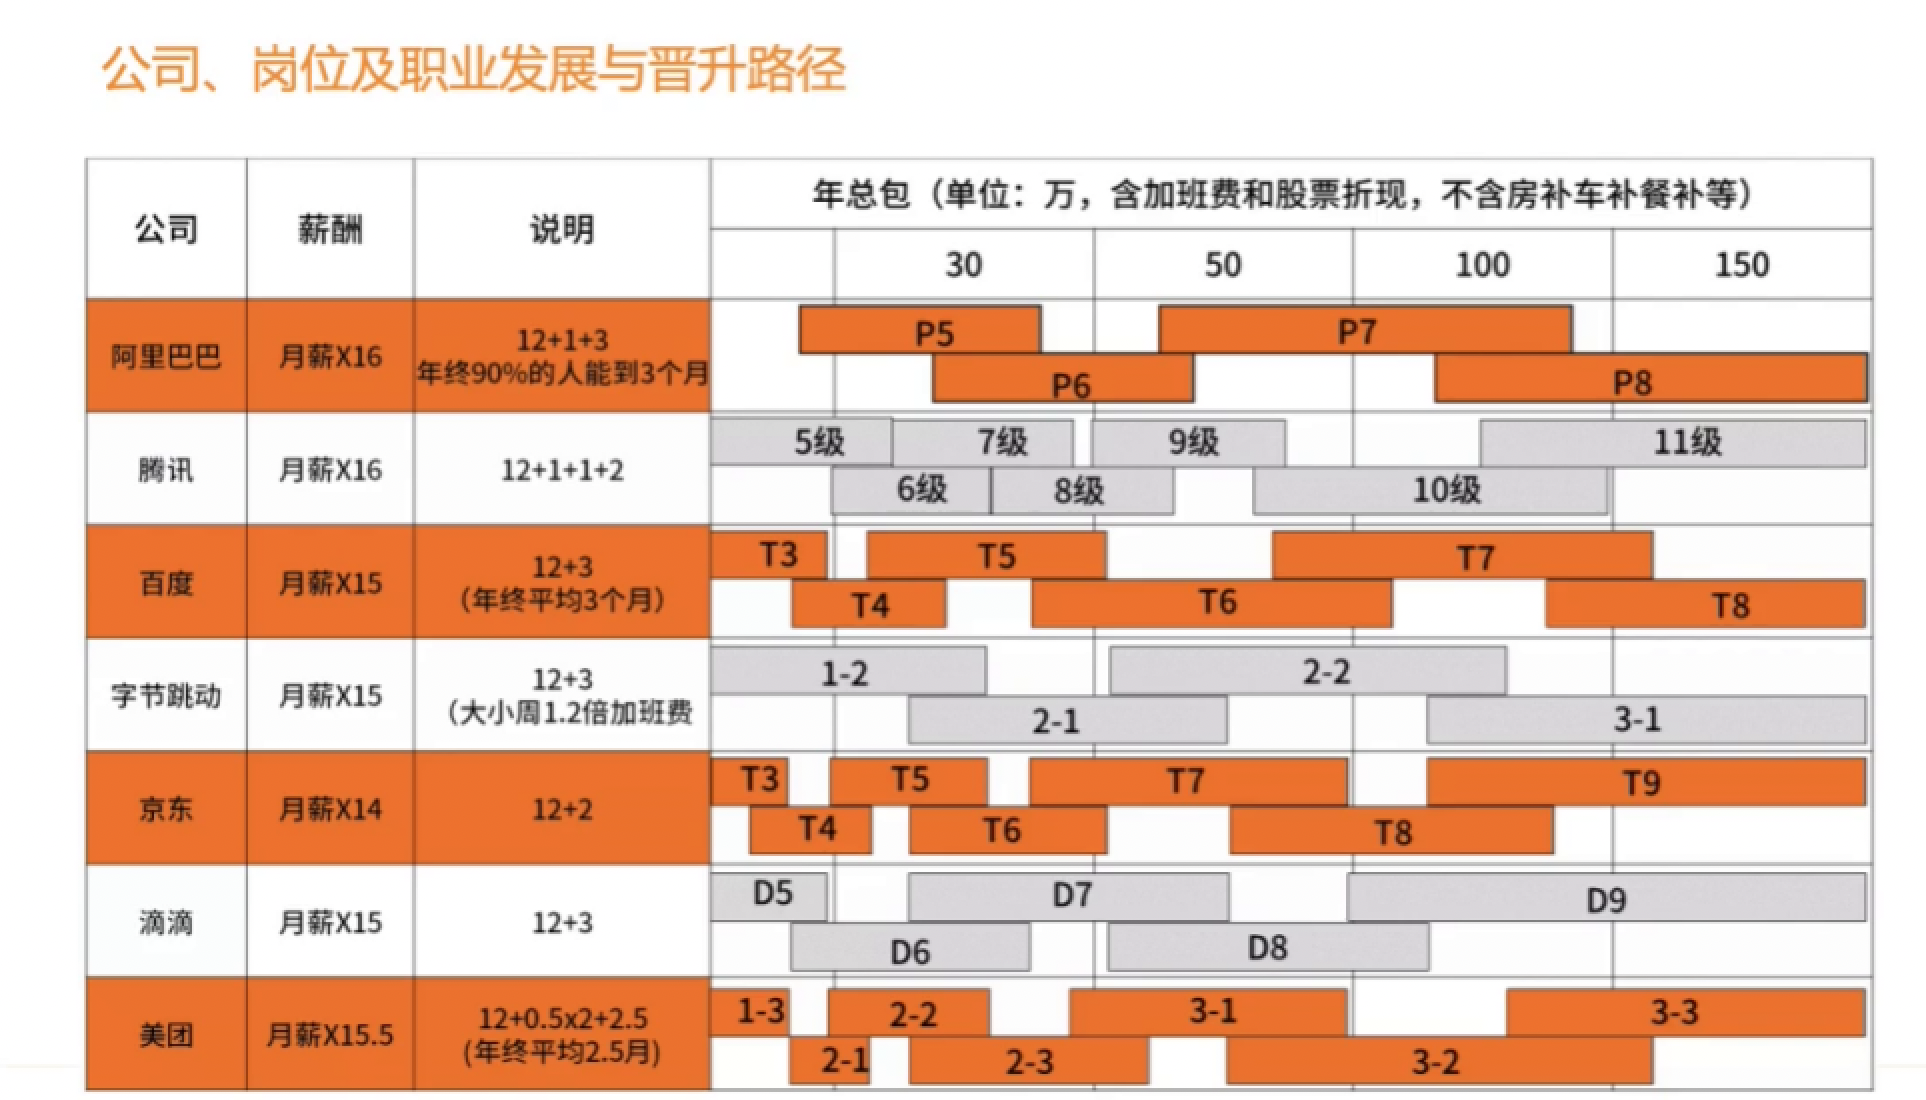 公司、岗位及职业发展与晋升路径
公司
薪酬
说明
年总包（单位：万，含加班费和股票折现，不含房补车补餐补等）
30
50
100
150
阿里巴巴
月薪X16
12+1+3
年终90%的人能到3个月
P5
P7
P6
P8
腾讯
月薪X16
12+1+1+2
5级
7级
9级
11级
6级
8级
10级
百度
月薪X15
12+3
（年终平均3个月）
T3
T5
T7
T4
T6
T8
字节跳动
月薪X15
12+3
（大小周1.2倍加班费
1-2
2-2
2-1
3-1
京东
月薪X14
12+2
T3
T5
T7
T9
T4
T6
T8
滴滴
月薪X15
12+3
D5
D7
D9
D6
D8
美团
月薪X15.5
12+0.5x2+2.5
(年终平均2.5月)
1-3
2-2
3-1
3-3
2-1
2-3
3-2